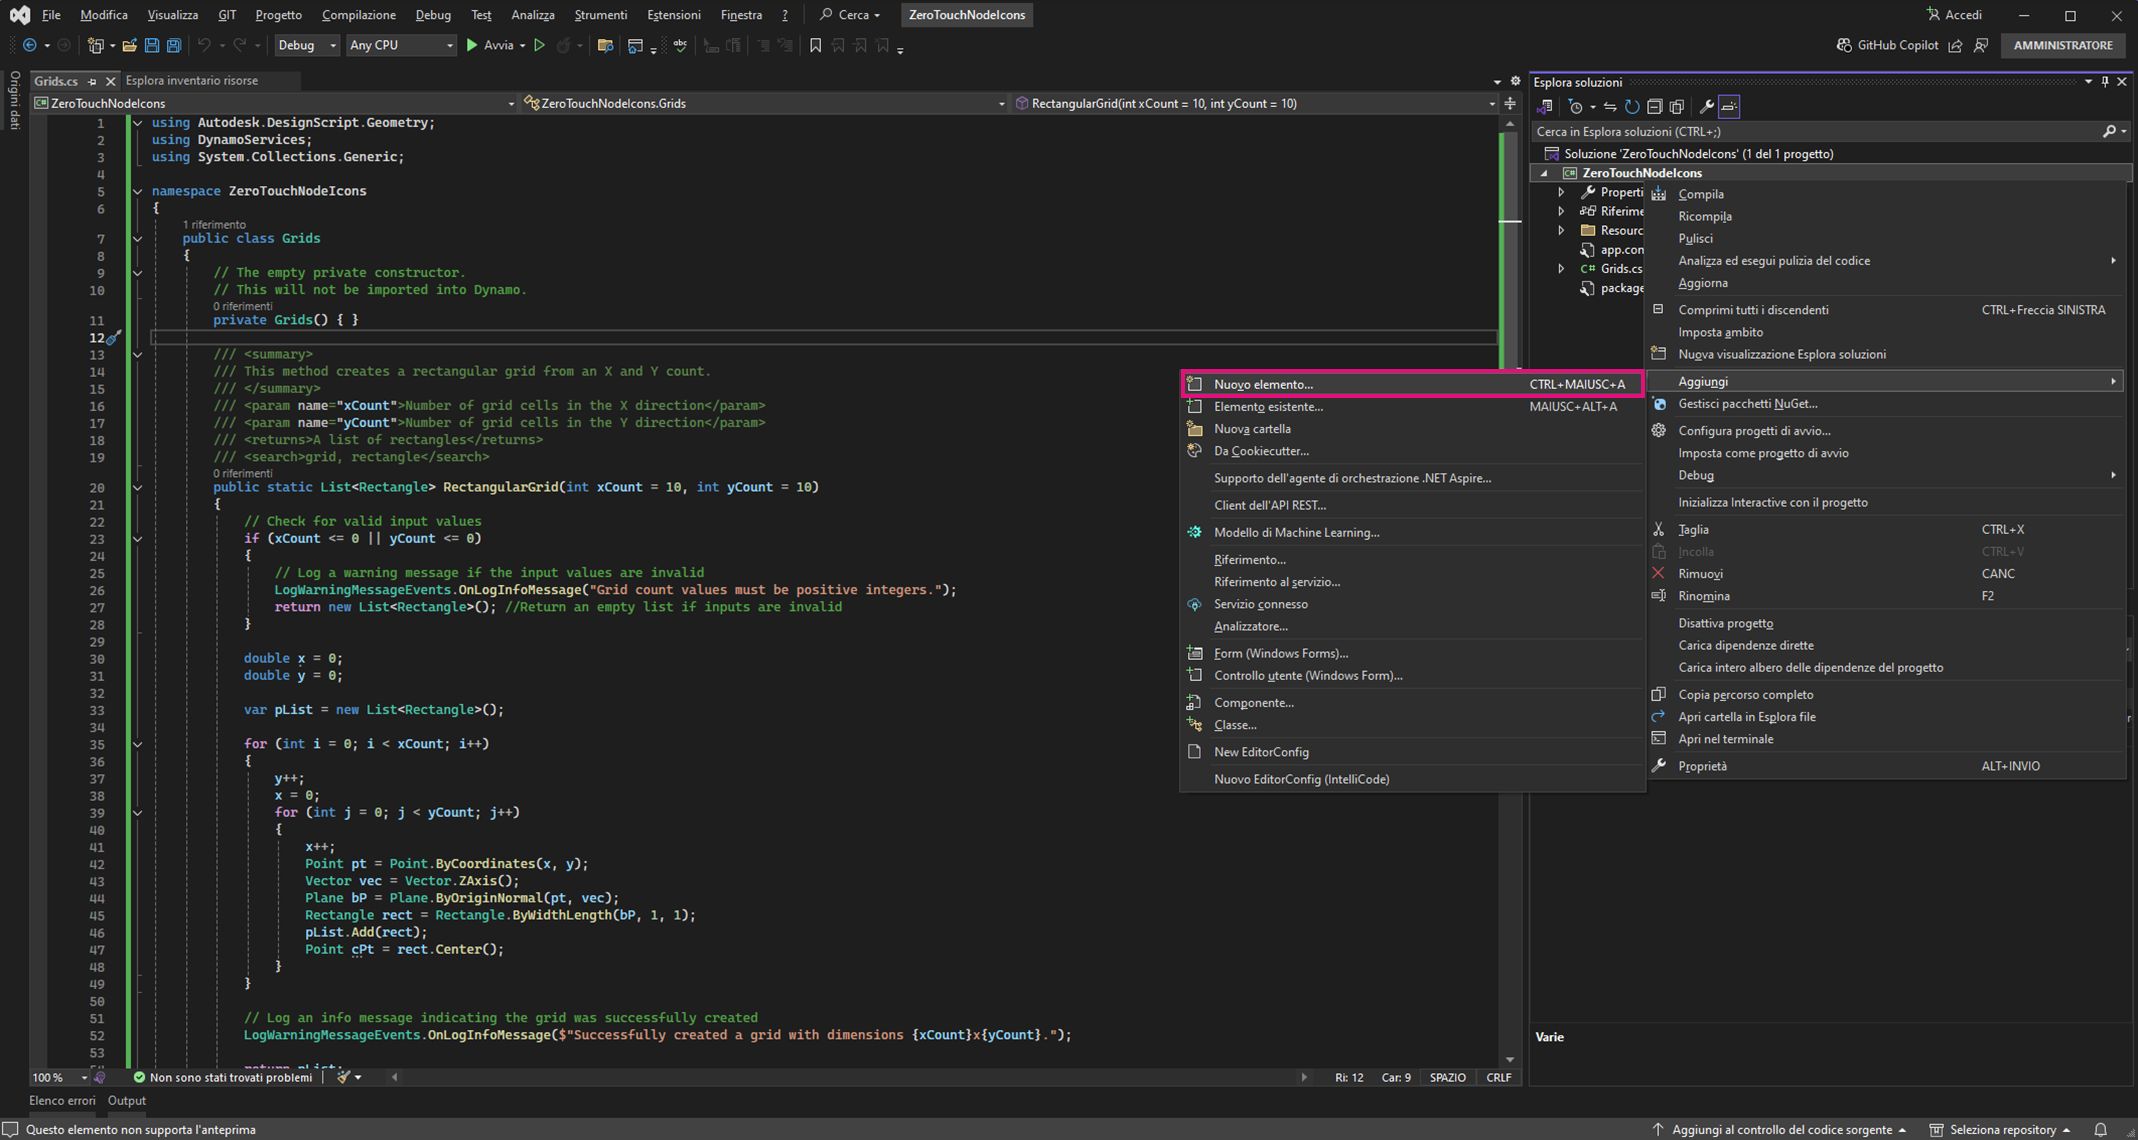 File Modifica Visualizza GIT Progetto Compilazione Debug Test Analizza Strumenti Estensioni Finestra ? Cerca ZeroTouchNodeIcons Accedi
Debug Any CPU Avvia GitHub Copilot AMMINISTRATORE
Origini dati
Grids.cs Esplora inventario risorse
ZeroTouchNodeIcons ZeroTouchNodeIcons.Grids RectangularGrid(int xCount = 10, int yCount = 10)
1 using Autodesk.DesignScript.Geometry;
2 using DynamoServices;
3 using System.Collections.Generic;
4
5 namespace ZeroTouchNodeIcons
6 {
1 riferimento
7 public class Grids
8 {
9 // The empty private constructor.
10 // This will not be imported into Dynamo.
0 riferimenti
11 private Grids() { }
12
13 /// <summary>
14 /// This method creates a rectangular grid from an X and Y count.
15 /// </summary>
16 /// <param name="xCount">Number of grid cells in the X direction</param>
17 /// <param name="yCount">Number of grid cells in the Y direction</param>
18 /// <returns>A list of rectangles</returns>
19 /// <search>grid, rectangle</search>
0 riferimenti
20 public static List<Rectangle> RectangularGrid(int xCount = 10, int yCount = 10)
21 {
22 // Check for valid input values
23 if (xCount <= 0 || yCount <= 0)
24 {
25 // Log a warning message if the input values are invalid
26 LogWarningMessageEvents.OnLogInfoMessage("Grid count values must be positive integers.");
27 return new List<Rectangle>(); //Return an empty list if inputs are invalid
28 }
29
30 double x = 0;
31 double y = 0;
32
33 var pList = new List<Rectangle>();
34
35 for (int i = 0; i < xCount; i++)
36 {
37 y++;
38 x = 0;
39 for (int j = 0; j < yCount; j++)
40 {
41 x++;
42 Point pt = Point.ByCoordinates(x, y);
43 Vector vec = Vector.ZAxis();
44 Plane bP = Plane.ByOriginNormal(pt, vec);
45 Rectangle rect = Rectangle.ByWidthLength(bP, 1, 1);
46 pList.Add(rect);
47 Point cPt = rect.Center();
48 }
49 }
50
51 // Log an info message indicating the grid was successfully created
52 LogWarningMessageEvents.OnLogInfoMessage($"Successfully created a grid with dimensions {xCount}x{yCount}.");
53
100 % Non sono stati trovati problemi Ri: 12 Car: 9 SPAZIO CRLF
Nuovo elemento... CTRL+MAIUSC+A
Elemento esistente... MAIUSC+ALT+A
Nuova cartella
Da Cookiecutter...
Supporto dell'agente di orchestrazione .NET Aspire...
Client dell'API REST...
Modello di Machine Learning...
Riferimento...
Riferimento al servizio...
Servizio connesso
Analizzatore...
Form (Windows Forms)...
Controllo utente (Windows Form)...
Componente...
Classe...
New EditorConfig
Nuovo EditorConfig (IntelliCode)
Esplora soluzioni
Cerca in Esplora soluzioni (CTRL+;)
Soluzione 'ZeroTouchNodeIcons' (1 del 1 progetto)
ZeroTouchNodeIcons
Properti
Riferime
Resourc
app.con
C# Grids.cs
package
Compila
Ricompila
Pulisci
Analizza ed esegui pulizia del codice
Aggiorna
Comprimi tutti i discendenti CTRL+Freccia SINISTRA
Imposta ambito
Nuova visualizzazione Esplora soluzioni
Aggiungi
Gestisci pacchetti NuGet...
Configura progetti di avvio...
Imposta come progetto di avvio
Debug
Inizializza Interactive con il progetto
Taglia CTRL+X
Incolla CTRL+V
Rimuovi CANC
Rinomina F2
Disattiva progetto
Carica dipendenze dirette
Carica intero albero delle dipendenze del progetto
Copia percorso completo
Apri cartella in Esplora file
Apri nel terminale
Proprietà ALT+INVIO
Varie
Elenco errori Output
Questo elemento non supporta l'anteprima Aggiungi al controllo del codice sorgente Seleziona repository